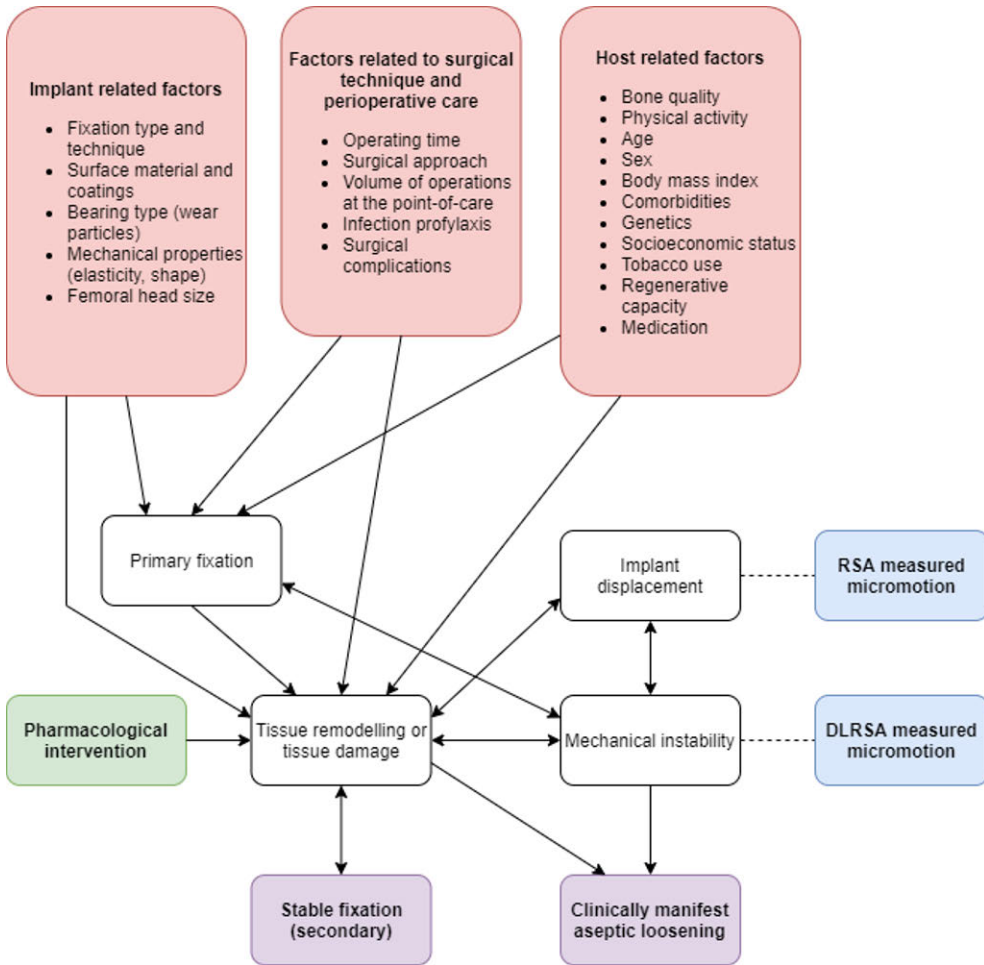 Implant related factors
• Fixation type and
technique
• Surface material and
coatings
• Bearing type (wear
particles)
• Mechanical properties
(elasticity, shape)
• Femoral head size
Factors related to surgical
technique and
perioperative care
• Operating time
• Surgical approach
• Volume of operations
at the point-of-care
• Infection profylaxis
• Surgical
complications
Host related factors
• Bone quality
• Physical activity
• Age
• Sex
• Body mass index
• Comorbidities
• Genetics
• Socioeconomic status
• Tobacco use
• Regenerative
capacity
• Medication
Primary fixation
Implant
displacement
RSA measured
micromotion
Pharmacological
intervention
Tissue remodelling or
tissue damage
Mechanical instability
DLRSA measured
micromotion
Stable fixation
(secondary)
Clinically manifest
aseptic loosening